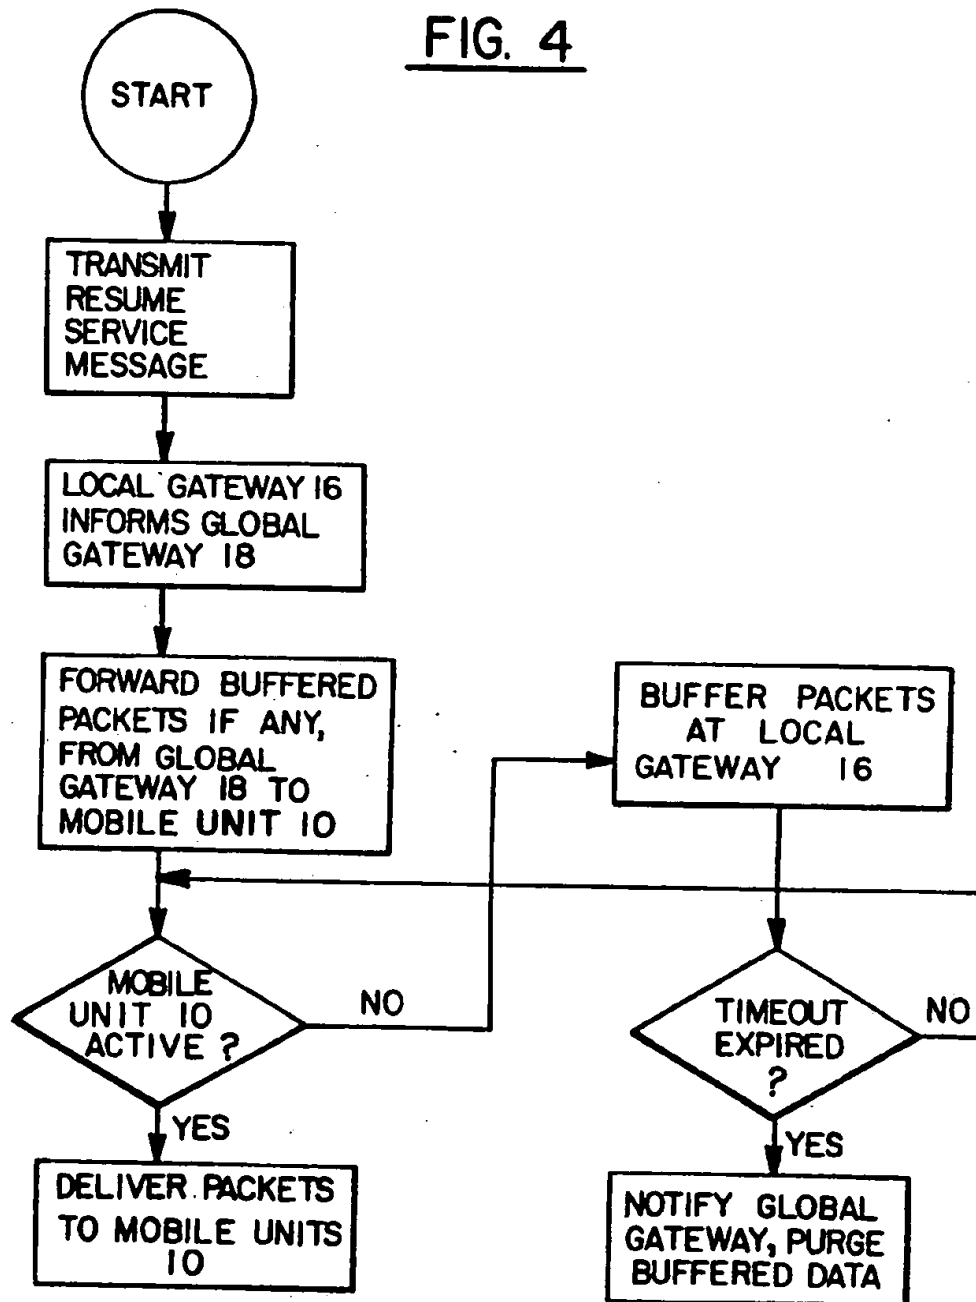 FIG. 4
START
TRANSMIT
RESUME
SERVICE
MESSAGE
LOCAL GATEWAY 16
INFORMS GLOBAL
GATEWAY 18
FORWARD BUFFERED
PACKETS IF ANY,
FROM GLOBAL
GATEWAY 18 TO
MOBILE UNIT 10
BUFFER PACKETS
AT LOCAL
GATEWAY 16
MOBILE
UNIT 10
ACTIVE ?
NO
YES
TIMEOUT
EXPIRED
?
NO
YES
DELIVER PACKETS
TO MOBILE UNITS
10
NOTIFY GLOBAL
GATEWAY, PURGE
BUFFERED DATA